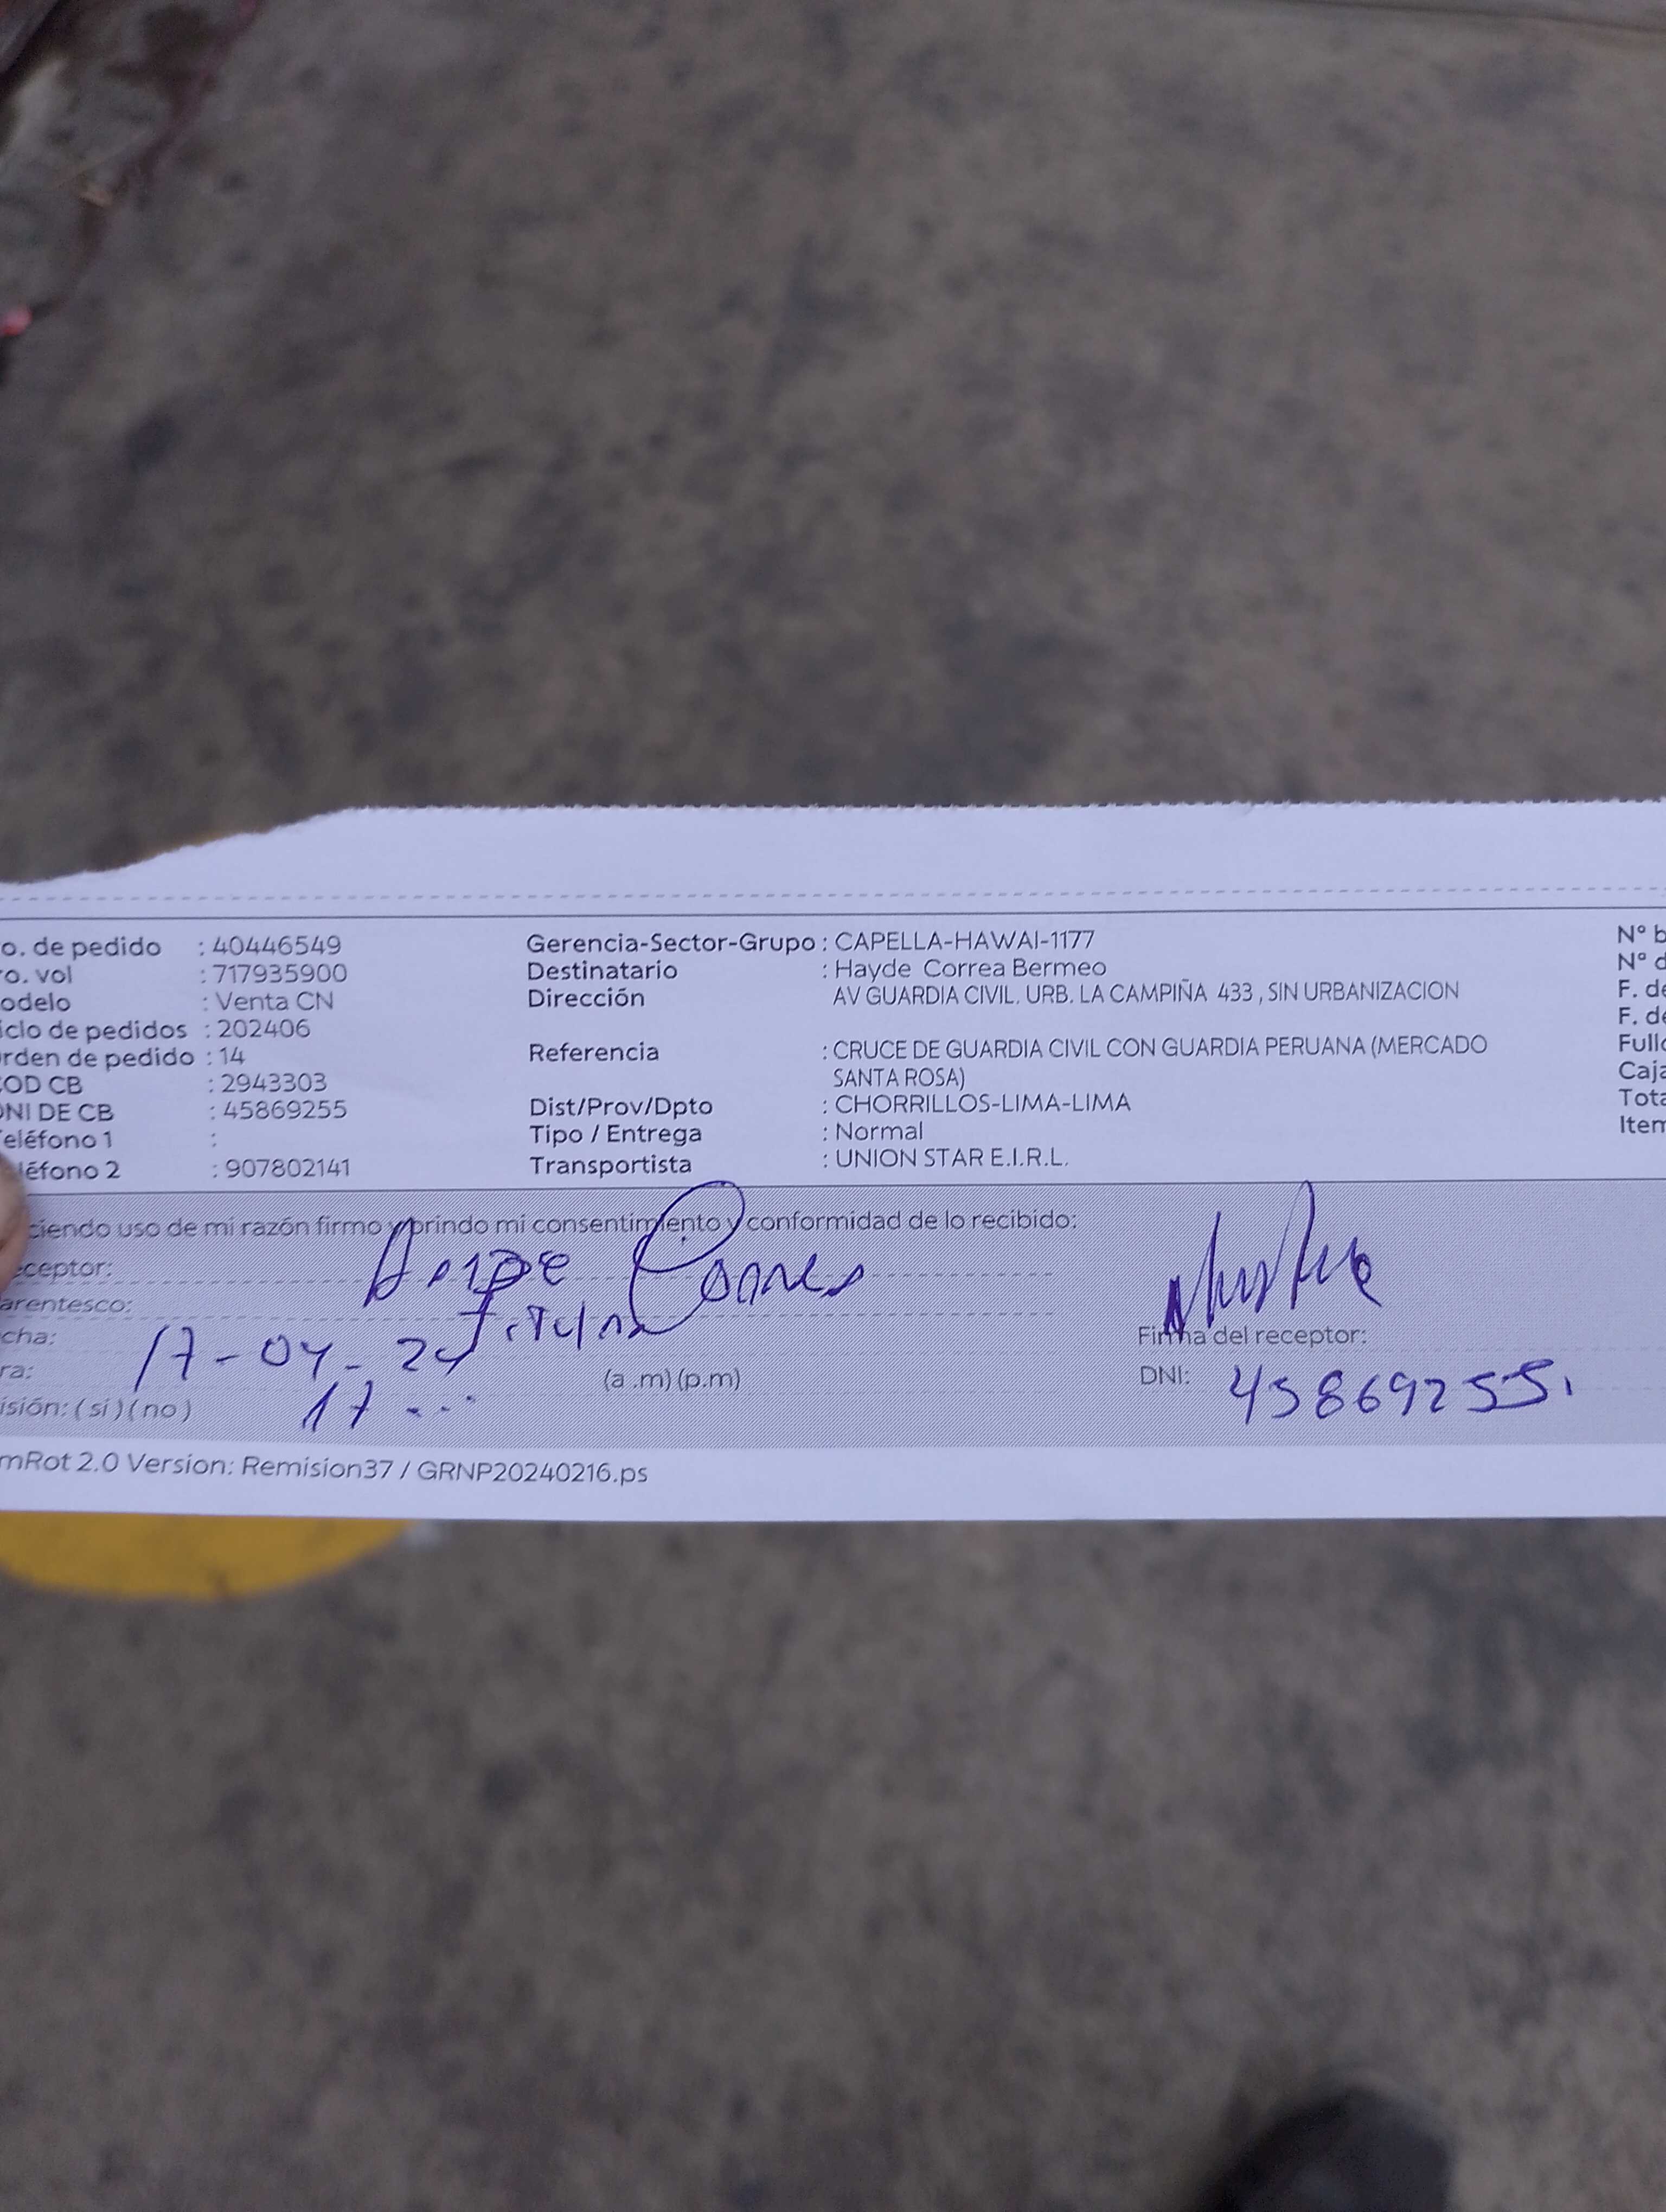 o. de pedido : 40446549
ro. vol : 717935900
odelo : Venta CN
iclo de pedidos : 202406
rden de pedido : 14
OD CB : 2943303
NI DE CB : 45869255
eléfono 1 :
léfono 2 : 907802141
Gerencia-Sector-Grupo : CAPELLA-HAWAI-1177
Destinatario : Hayde Correa Bermeo
Dirección AV GUARDIA CIVIL. URB. LA CAMPIÑA 433 , SIN URBANIZACION
Referencia : CRUCE DE GUARDIA CIVIL CON GUARDIA PERUANA (MERCADO
SANTA ROSA)
Dist/Prov/Dpto : CHORRILLOS-LIMA-LIMA
Tipo / Entrega : Normal
Transportista : UNION STAR E.I.R.L.
N° b
N° d
F. de
F. de
Fullc
Caja
Tota
Item
ciendo uso de mi razón firmo y brindo mi consentimiento y conformidad de lo recibido:
ceptor:
arentesco:
cha: 17-04-24
ra: 17 (a .m) (p.m)
isión: ( si ) ( no )
Firma del receptor:
DNI: 45869255
mRot 2.0 Version: Remision37 / GRNP20240216.ps